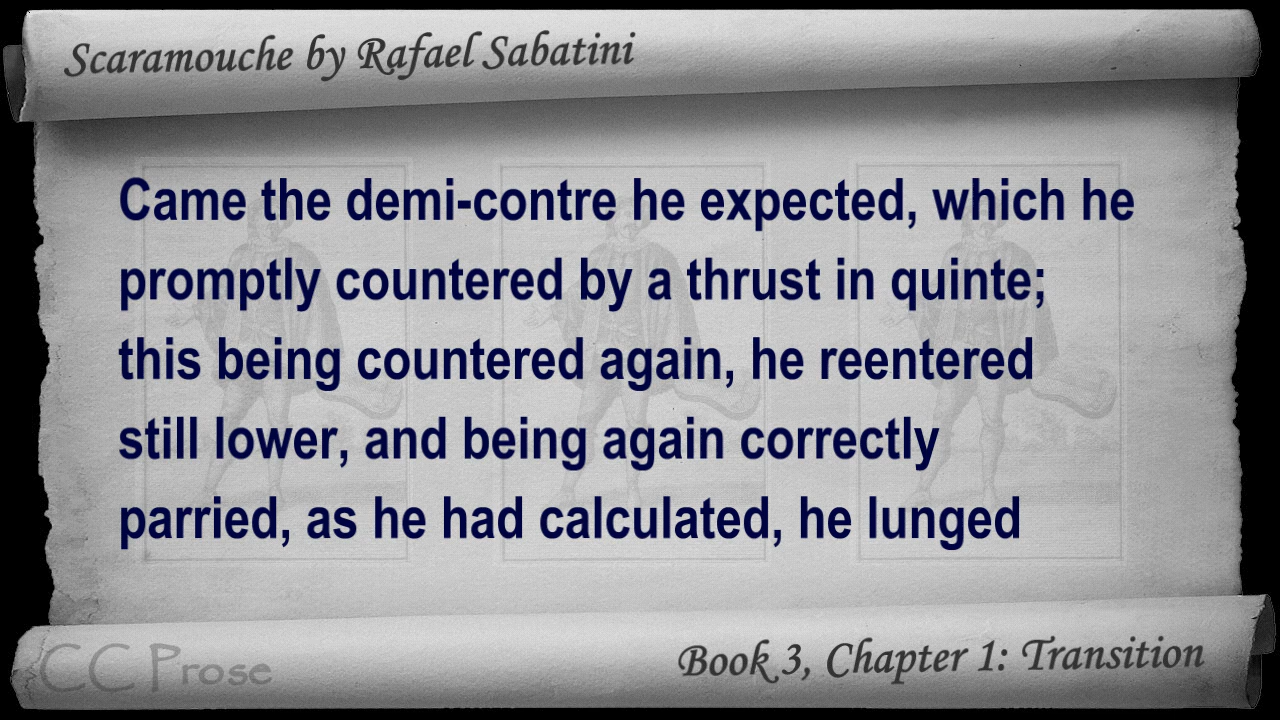 Scaramouche by Rafael Sabatini
Came the demi-contre he expected, which he
promptly countered by a thrust in quinte;
this being countered again, he reentered
still lower, and being again correctly
parried, as he had calculated, he lunged
CC Prose
Book 3, Chapter 1: Transition